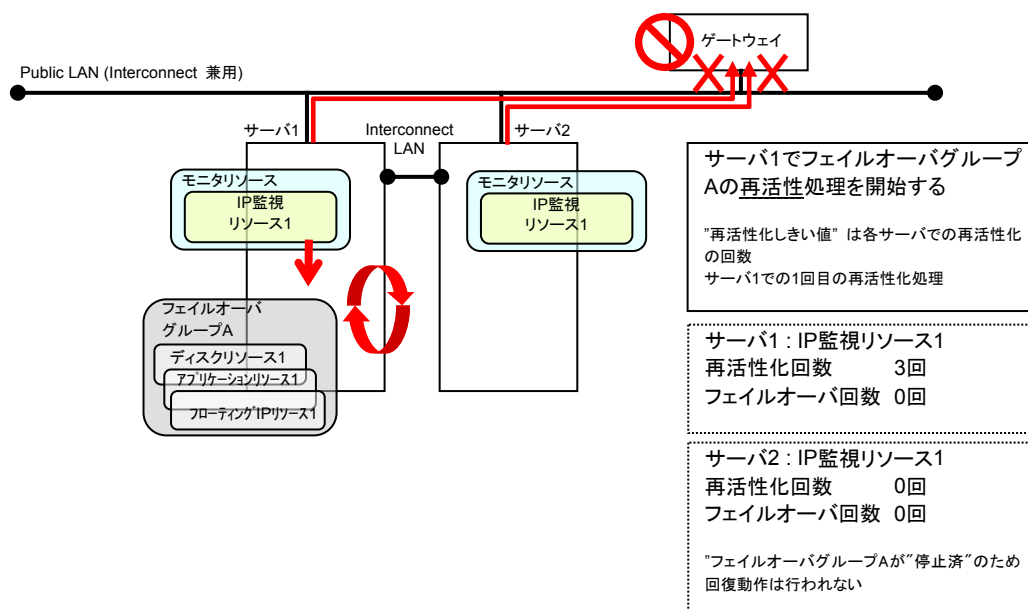 ゲートウェイ
Public LAN (Interconnect 兼用)
サーバ1
Interconnect
LAN
サーバ2
モニタリソース
IP監視
リソース1
モニタリソース
IP監視
リソース1
フェイルオーバ
グループA
ディスクリソース1
アプリケーションリソース1
フローティングIPリソース1
サーバ1でフェイルオーバグループ
Aの再活性処理を開始する
"再活性化しきい値" は各サーバでの再活性化
の回数
サーバ1での1回目の再活性化処理
サーバ1 : IP監視リソース1
再活性化回数 3回
フェイルオーバ回数 0回
サーバ2 : IP監視リソース1
再活性化回数 0回
フェイルオーバ回数 0回
"フェイルオーバグループAが"停止済"のため
回復動作は行われない